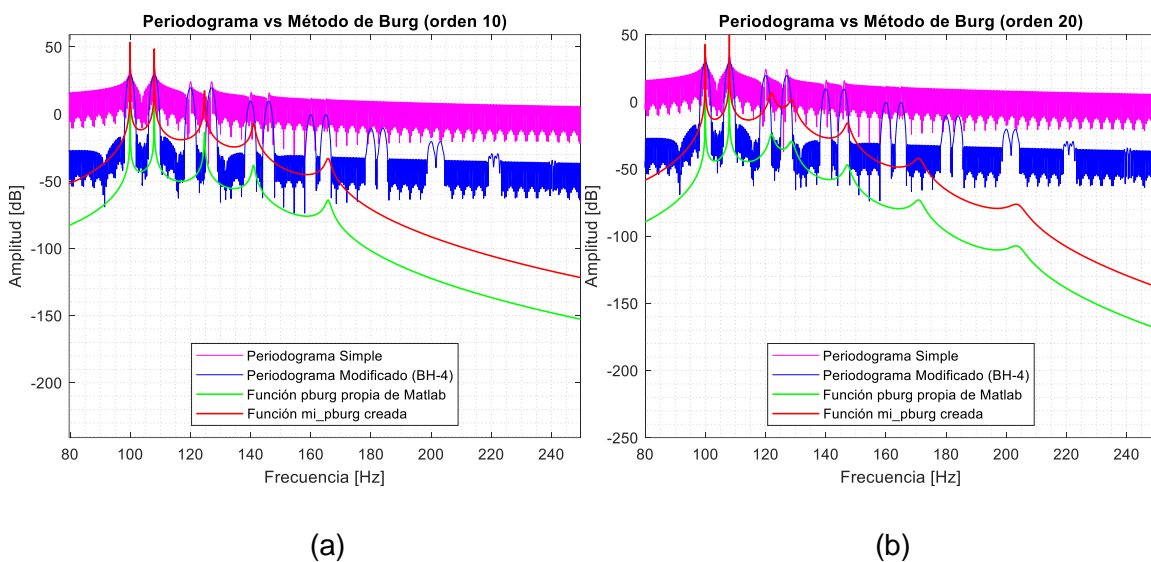 Periodograma vs Método de Burg (orden 10)
50
0
-50
-100
-150
-200
Amplitud [dB]
80 100 120 140 160 180 200 220 240
Frecuencia [Hz]
Periodograma Simple
Periodograma Modificado (BH-4)
Función pburg propia de Matlab
Función mi_pburg creada
(a)
Periodograma vs Método de Burg (orden 20)
50
0
-50
-100
-150
-200
-250
Amplitud [dB]
80 100 120 140 160 180 200 220 240
Frecuencia [Hz]
Periodograma Simple
Periodograma Modificado (BH-4)
Función pburg propia de Matlab
Función mi_pburg creada
(b)